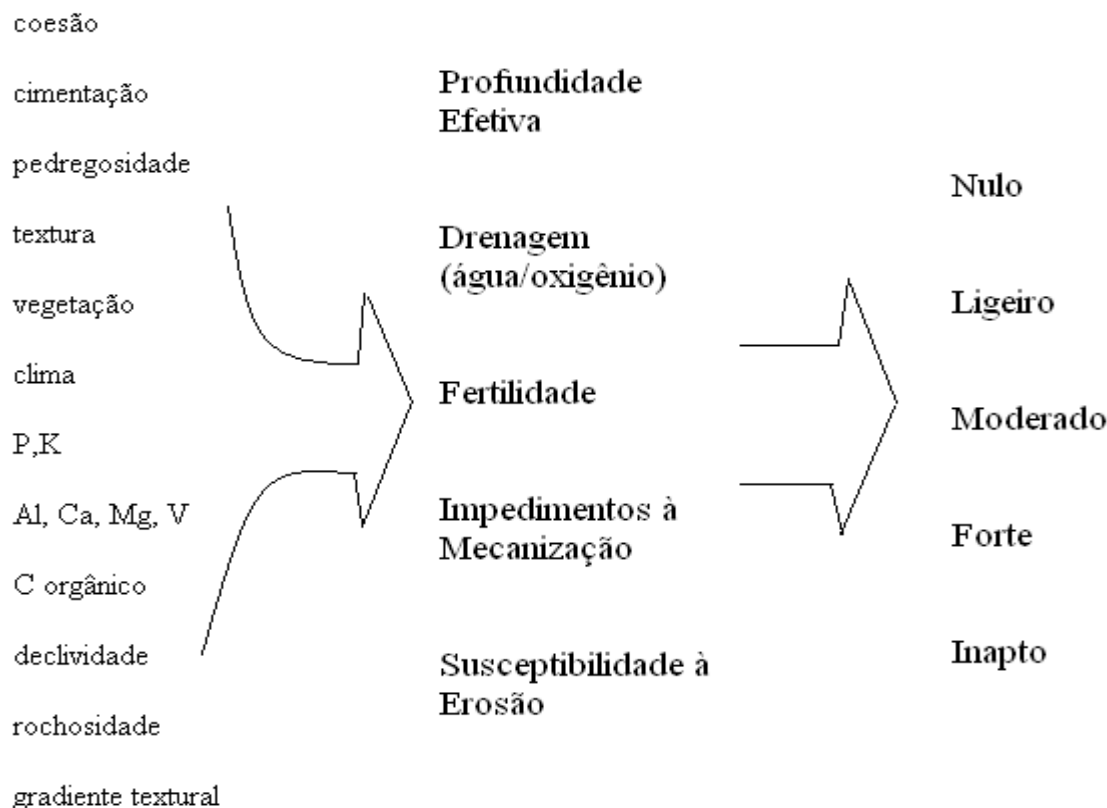 coesão
cimentação
pedregosidade
textura
vegetação
clima
P,K
Al, Ca, Mg, V
C orgânico
declividade
rochosidade
gradiente textural
Profundidade
Efetiva
Drenagem
(água/oxigênio)
Fertilidade
Impedimentos à
Mecanização
Susceptibilidade à
Erosão
Nulo
Ligeiro
Moderado
Forte
Inapto